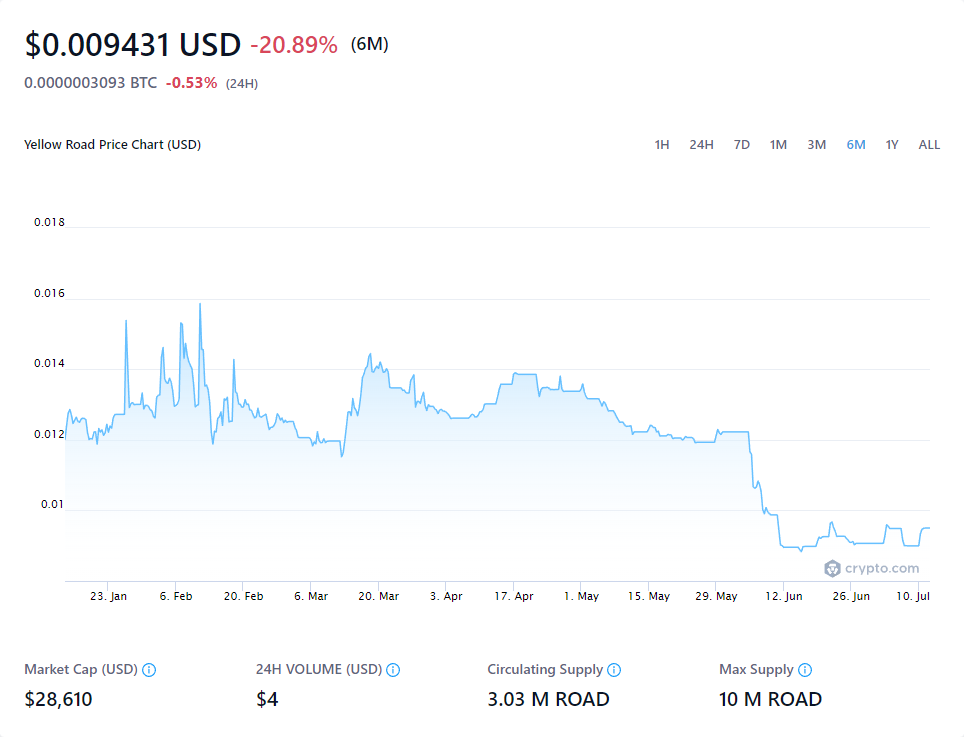 $0.009431 USD -20.89% (6M)
0.0000003093 BTC -0.53% (24H)
Yellow Road Price Chart (USD) 1H 24H 7D 1M 3M 6M 1Y ALL
0.018
0.016
0.014
0.012
0.01
crypto.com
23. Jan 6. Feb 20. Feb 6. Mar 20. Mar 3. Apr 17. Apr 1. May 15. May 29. May 12. Jun 26. Jun 10. Jul
Market Cap (USD) 24H VOLUME (USD) Circulating Supply Max Supply
$28,610 $4 3.03 M ROAD 10 M ROAD